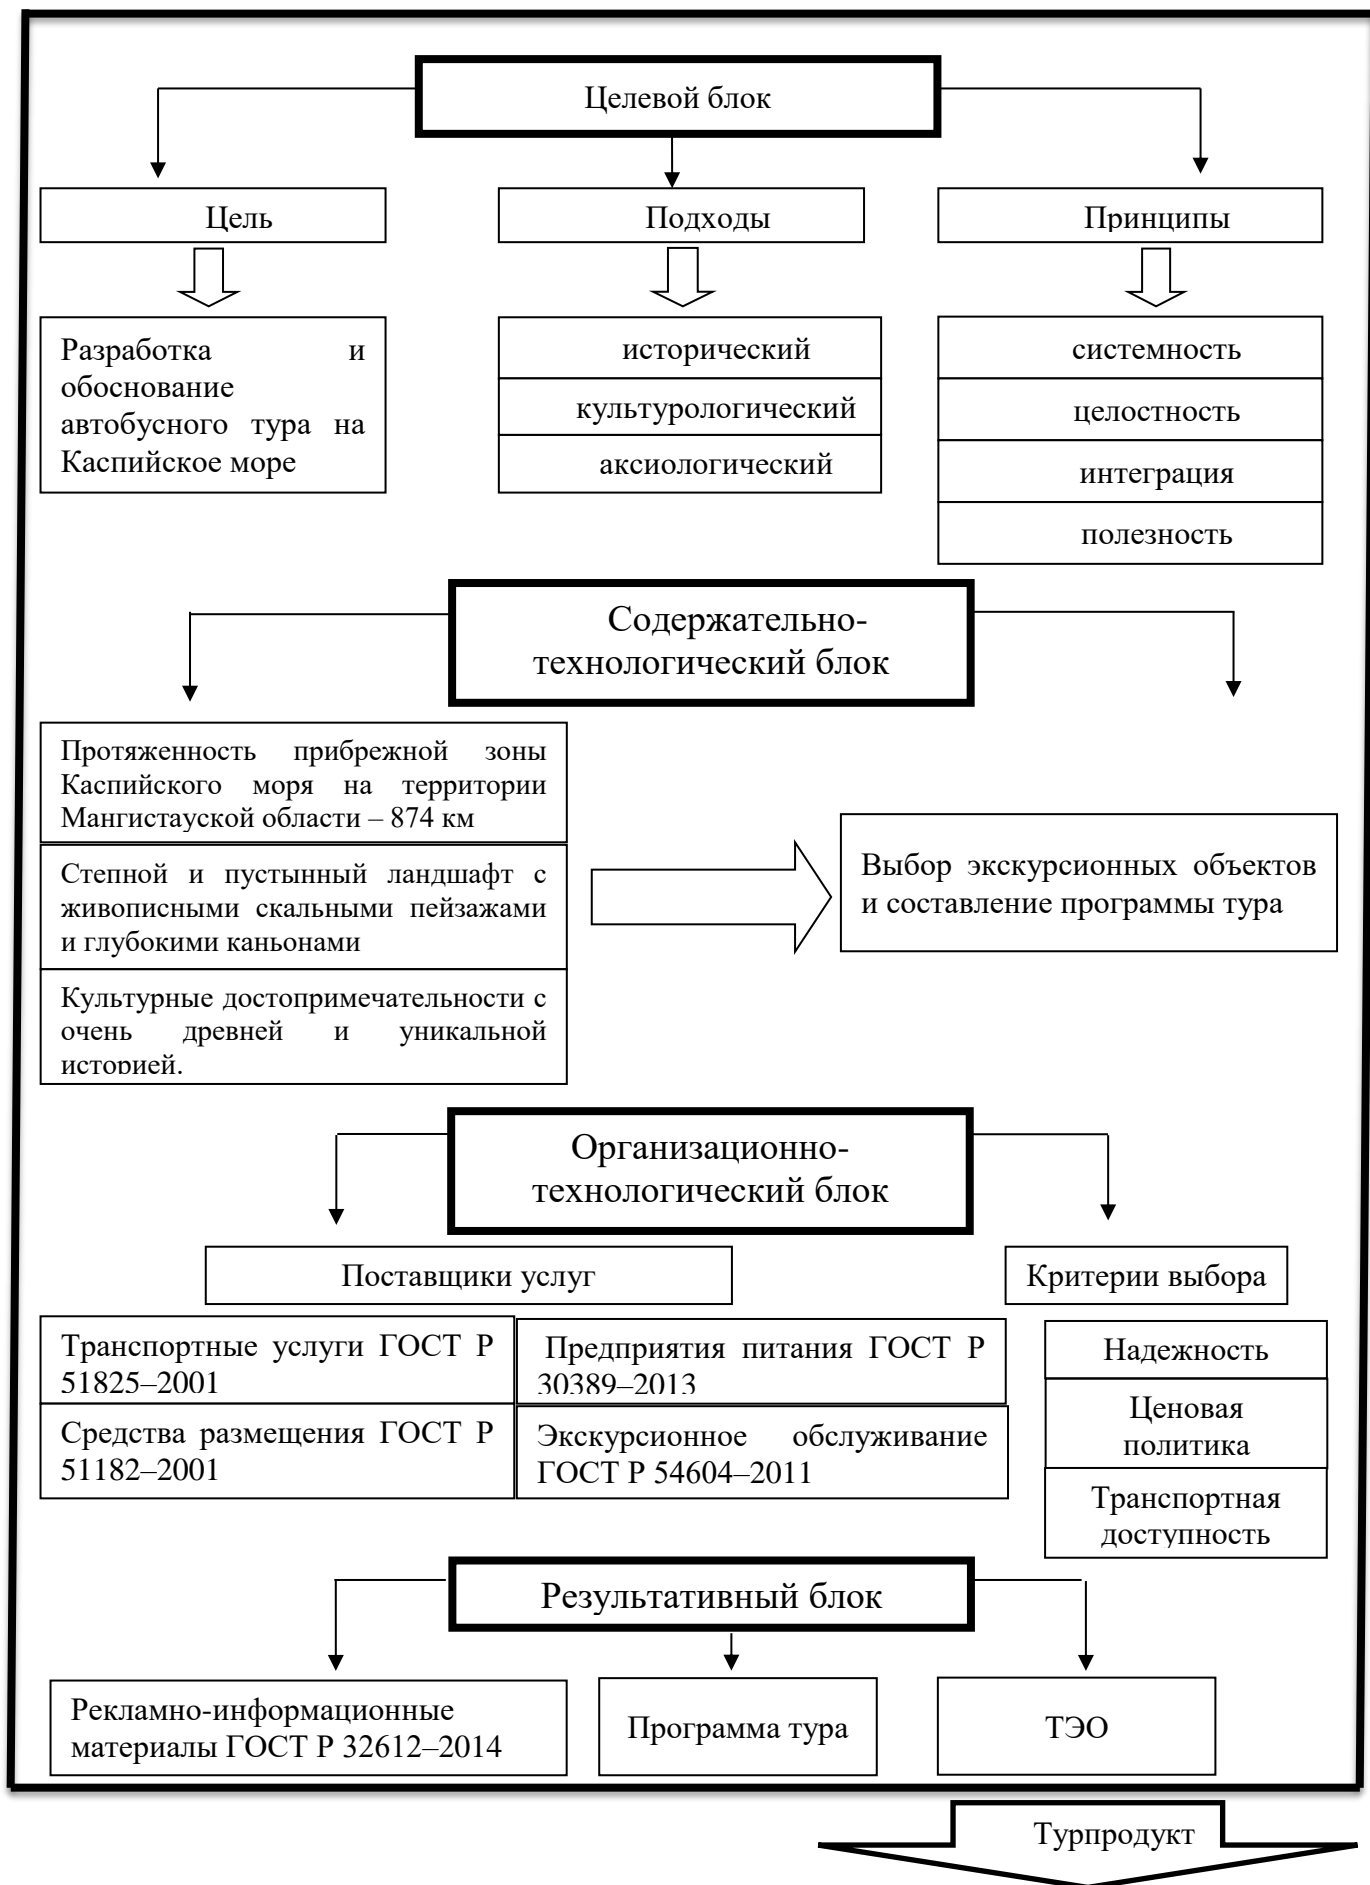 Целевой блок
Цель
Подходы
Принципы
Разработка и
обоснование
автобусного тура на
Каспийское море
исторический
культурологический
аксиологический
системность
целостность
интеграция
полезность
Содержательно-
технологический блок
Протяженность прибрежной зоны
Каспийского моря на территории
Мангистауской области – 874 км
Степной и пустынный ландшафт с
живописными скальными пейзажами
и глубокими каньонами
Культурные достопримечательности с
очень древней и уникальной
историей.
Выбор экскурсионных объектов
и составление программы тура
Организационно-
технологический блок
Поставщики услуг
Критерии выбора
Транспортные услуги ГОСТ Р
51825–2001
Предприятия питания ГОСТ Р
30389–2013
Средства размещения ГОСТ Р
51182–2001
Экскурсионное обслуживание
ГОСТ Р 54604–2011
Надежность
Ценовая
политика
Транспортная
доступность
Результативный блок
Рекламно-информационные
материалы ГОСТ Р 32612–2014
Программа тура
ТЭО
Турпродукт